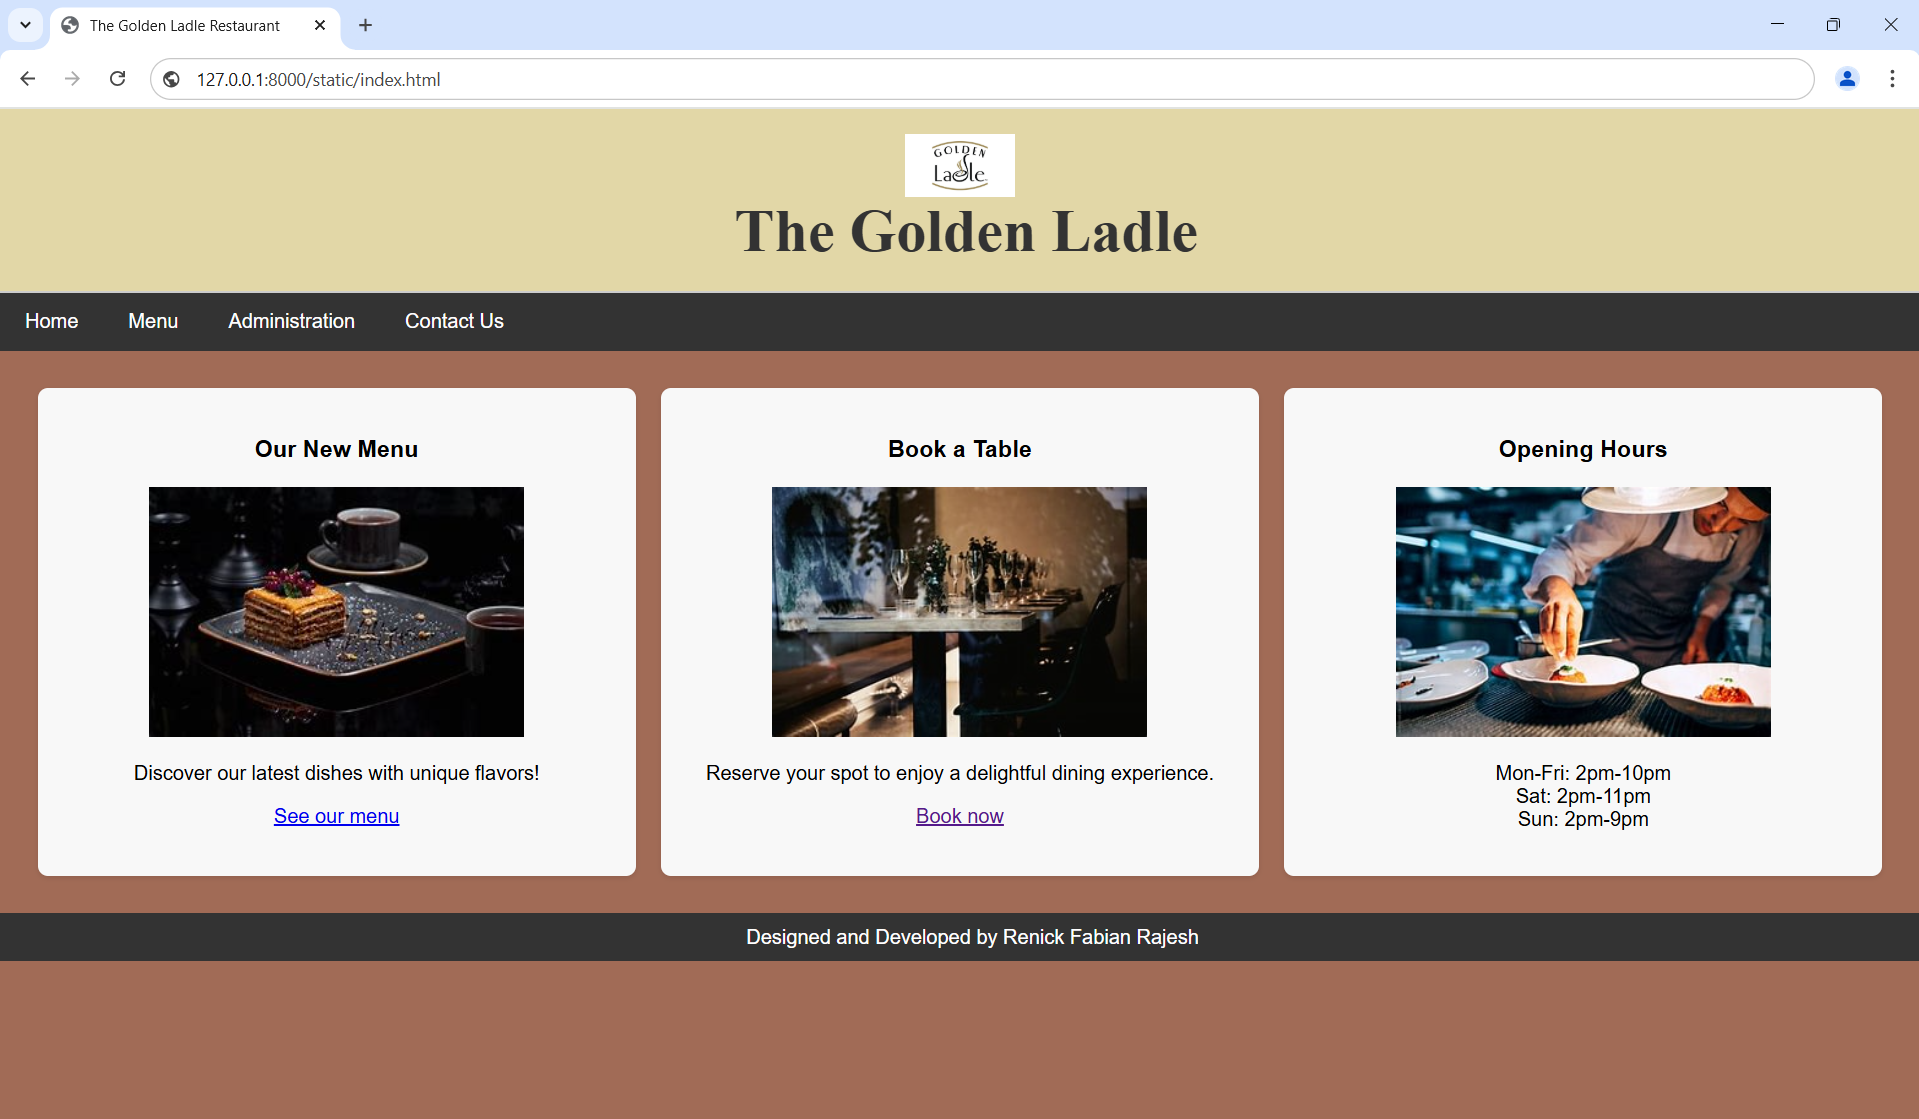 The Golden Ladle Restaurant
127.0.0.1:8000/static/index.html
GOLDEN
Ladle
The Golden Ladle
Home Menu Administration Contact Us
Our New Menu
Discover our latest dishes with unique flavors!
See our menu
Book a Table
Reserve your spot to enjoy a delightful dining experience.
Book now
Opening Hours
Mon-Fri: 2pm-10pm
Sat: 2pm-11pm
Sun: 2pm-9pm
Designed and Developed by Renick Fabian Rajesh